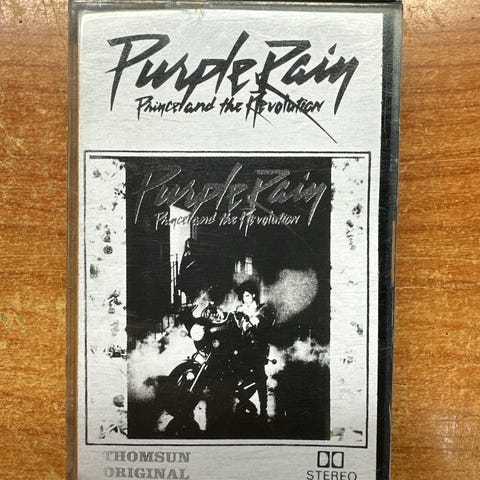 Purple Rain
Prince and the Revolution
Purple Rain
Prince and the Revolution
THOMSUN
ORIGINAL
STEREO